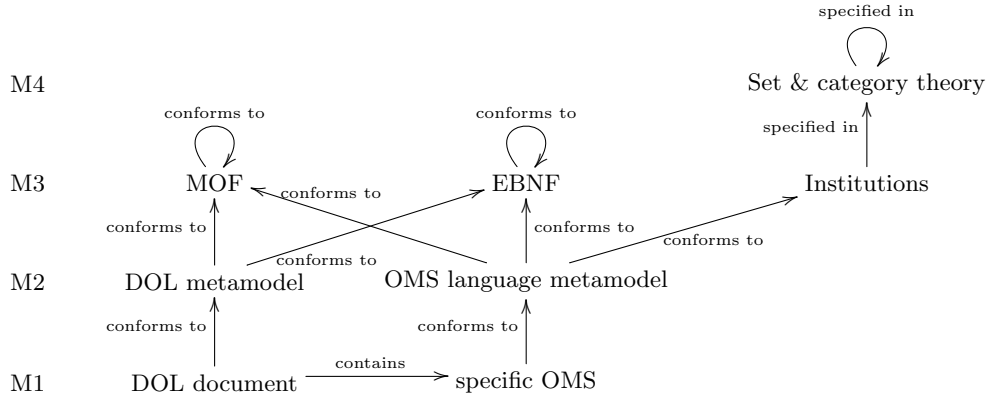 specified in
M4
Set & category theory
conforms to
conforms to
specified in
M3
MOF
conforms to
EBNF
Institutions
conforms to
conforms to
conforms to
conforms to
M2
DOL metamodel
OMS language metamodel
conforms to
conforms to
contains
M1
DOL document
specific OMS